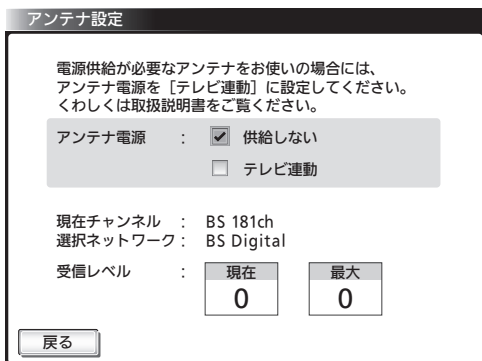 アンテナ設定
電源供給が必要なアンテナをお使いの場合には、
アンテナ電源を［テレビ連動］に設定してください。
くわしくは取扱説明書をご覧ください。
アンテナ電源 : 供給しない
テレビ連動
現在チャンネル : BS 181ch
選択ネットワーク : BS Digital
受信レベル : 現在 最大
0 0
戻る